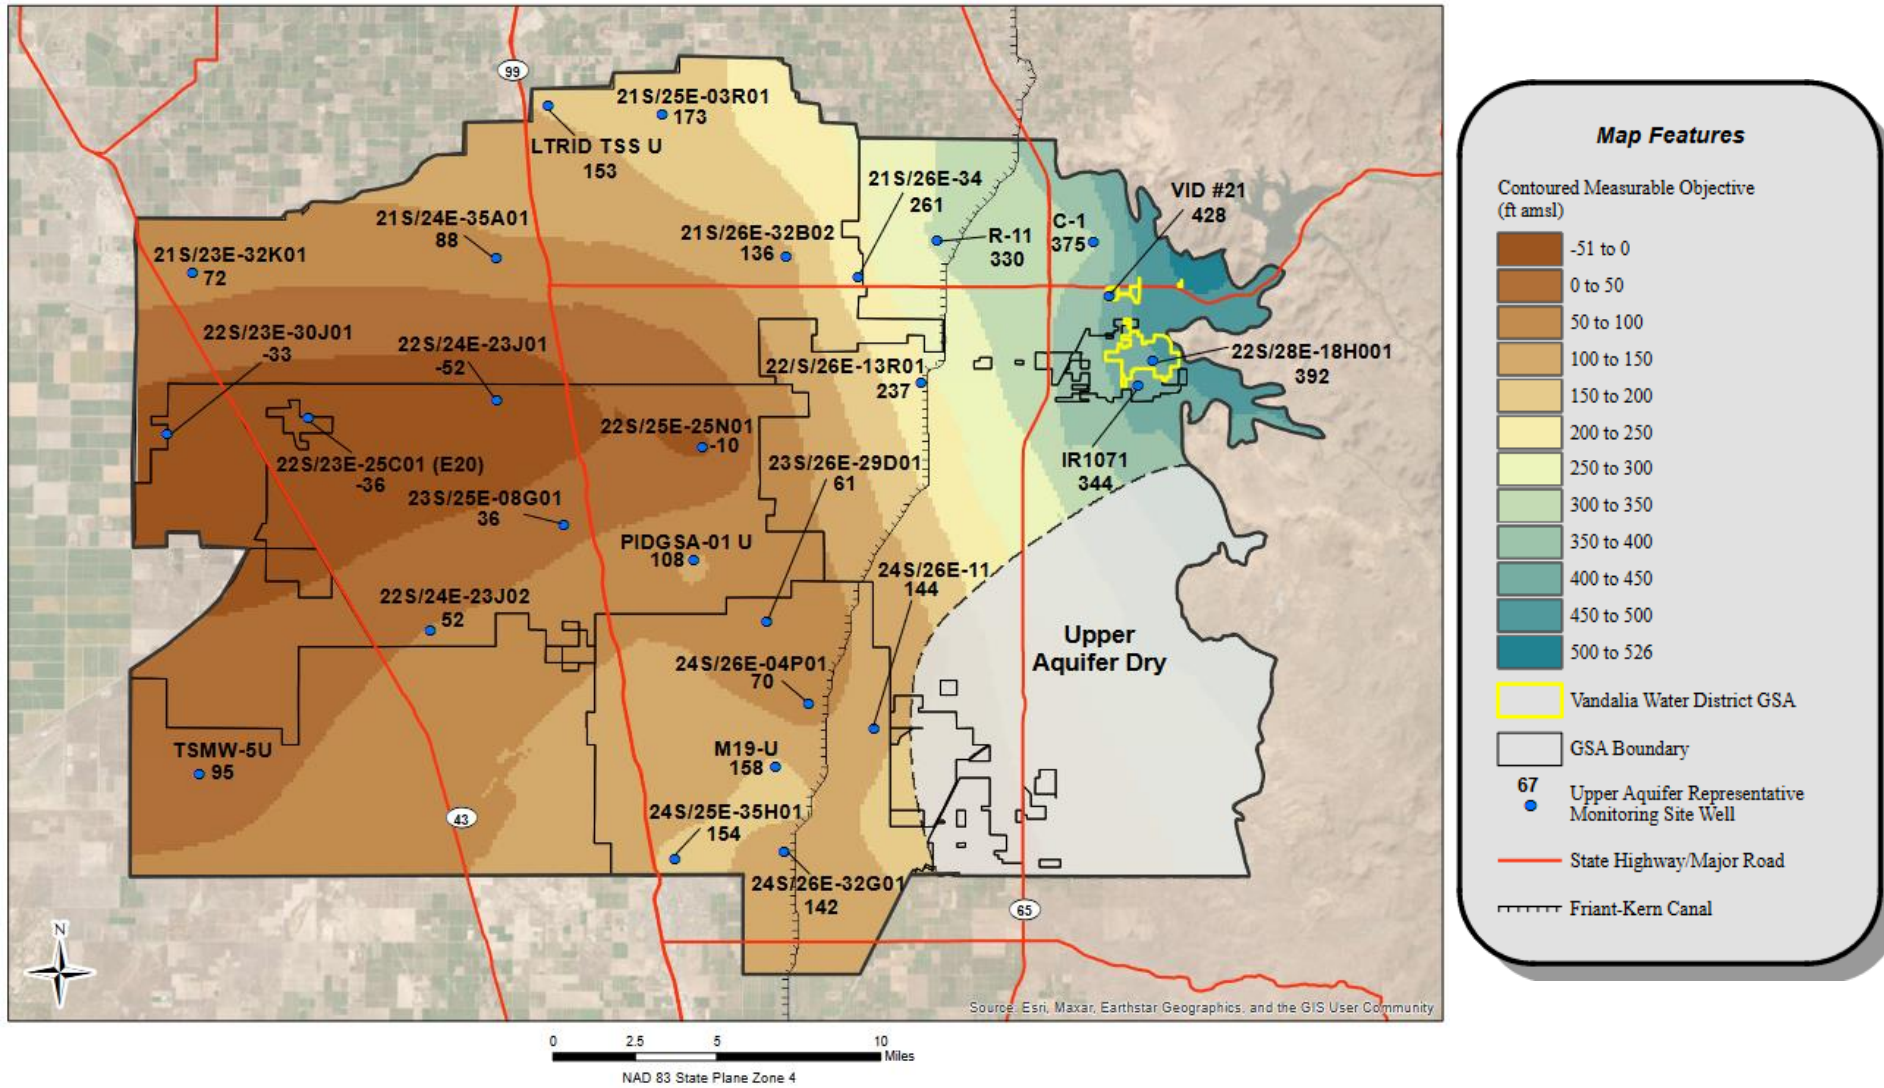 99
21S/25E-03R01
173
LTRID TSS U
153
21S/26E-34
261
VID #21
428
21S/24E-35A01
88
21S/26E-32B02
136
R-11
330
C-1
375
21S/23E-32K01
72
22S/23E-30J01
-33
22S/24E-23J01
-52
22/S/26E-13R01
237
22S/28E-18H001
392
22S/25E-25N01
-10
22S/23E-25C01 (E20)
-36
23S/26E-29D01
61
IR1071
344
23S/25E-08G01
36
PIDGSA-01 U
108
24S/26E-11
144
22S/24E-23J02
52
Upper
Aquifer Dry
24S/26E-04P01
70
TSMW-5U
95
M19-U
158
43
24S/25E-35H01
154
24S/26E-32G01
142
65
N
Source: Esri, Maxar, Earthstar Geographics, and the GIS User Community
0 2.5 5 10
Miles
NAD 83 State Plane Zone 4
Map Features
Contoured Measurable Objective
(ft amsl)
-51 to 0
0 to 50
50 to 100
100 to 150
150 to 200
200 to 250
250 to 300
300 to 350
350 to 400
400 to 450
450 to 500
500 to 526
Vandalia Water District GSA
GSA Boundary
67
Upper Aquifer Representative
Monitoring Site Well
State Highway/Major Road
Friant-Kern Canal